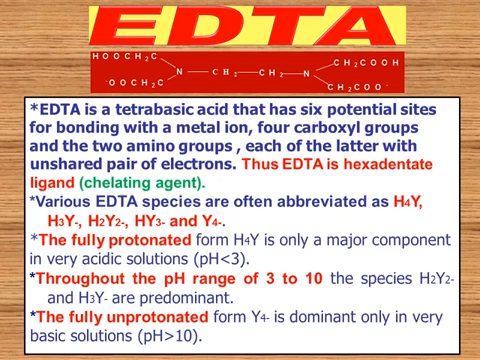 EDTA
HOOCH2C CH2COOH
N — CH2 — CH2 — N
-OOCH2C CH2COO-
*EDTA is a tetrabasic acid that has six potential sites
for bonding with a metal ion, four carboxyl groups
and the two amino groups , each of the latter with
unshared pair of electrons. Thus EDTA is hexadentate
ligand (chelating agent).
*Various EDTA species are often abbreviated as H4Y,
H3Y-, H2Y2-, HY3- and Y4-.
*The fully protonated form H4Y is only a major component
in very acidic solutions (pH<3).
*Throughout the pH range of 3 to 10 the species H2Y2-
and H3Y- are predominant.
*The fully unprotonated form Y4- is dominant only in very
basic solutions (pH>10).